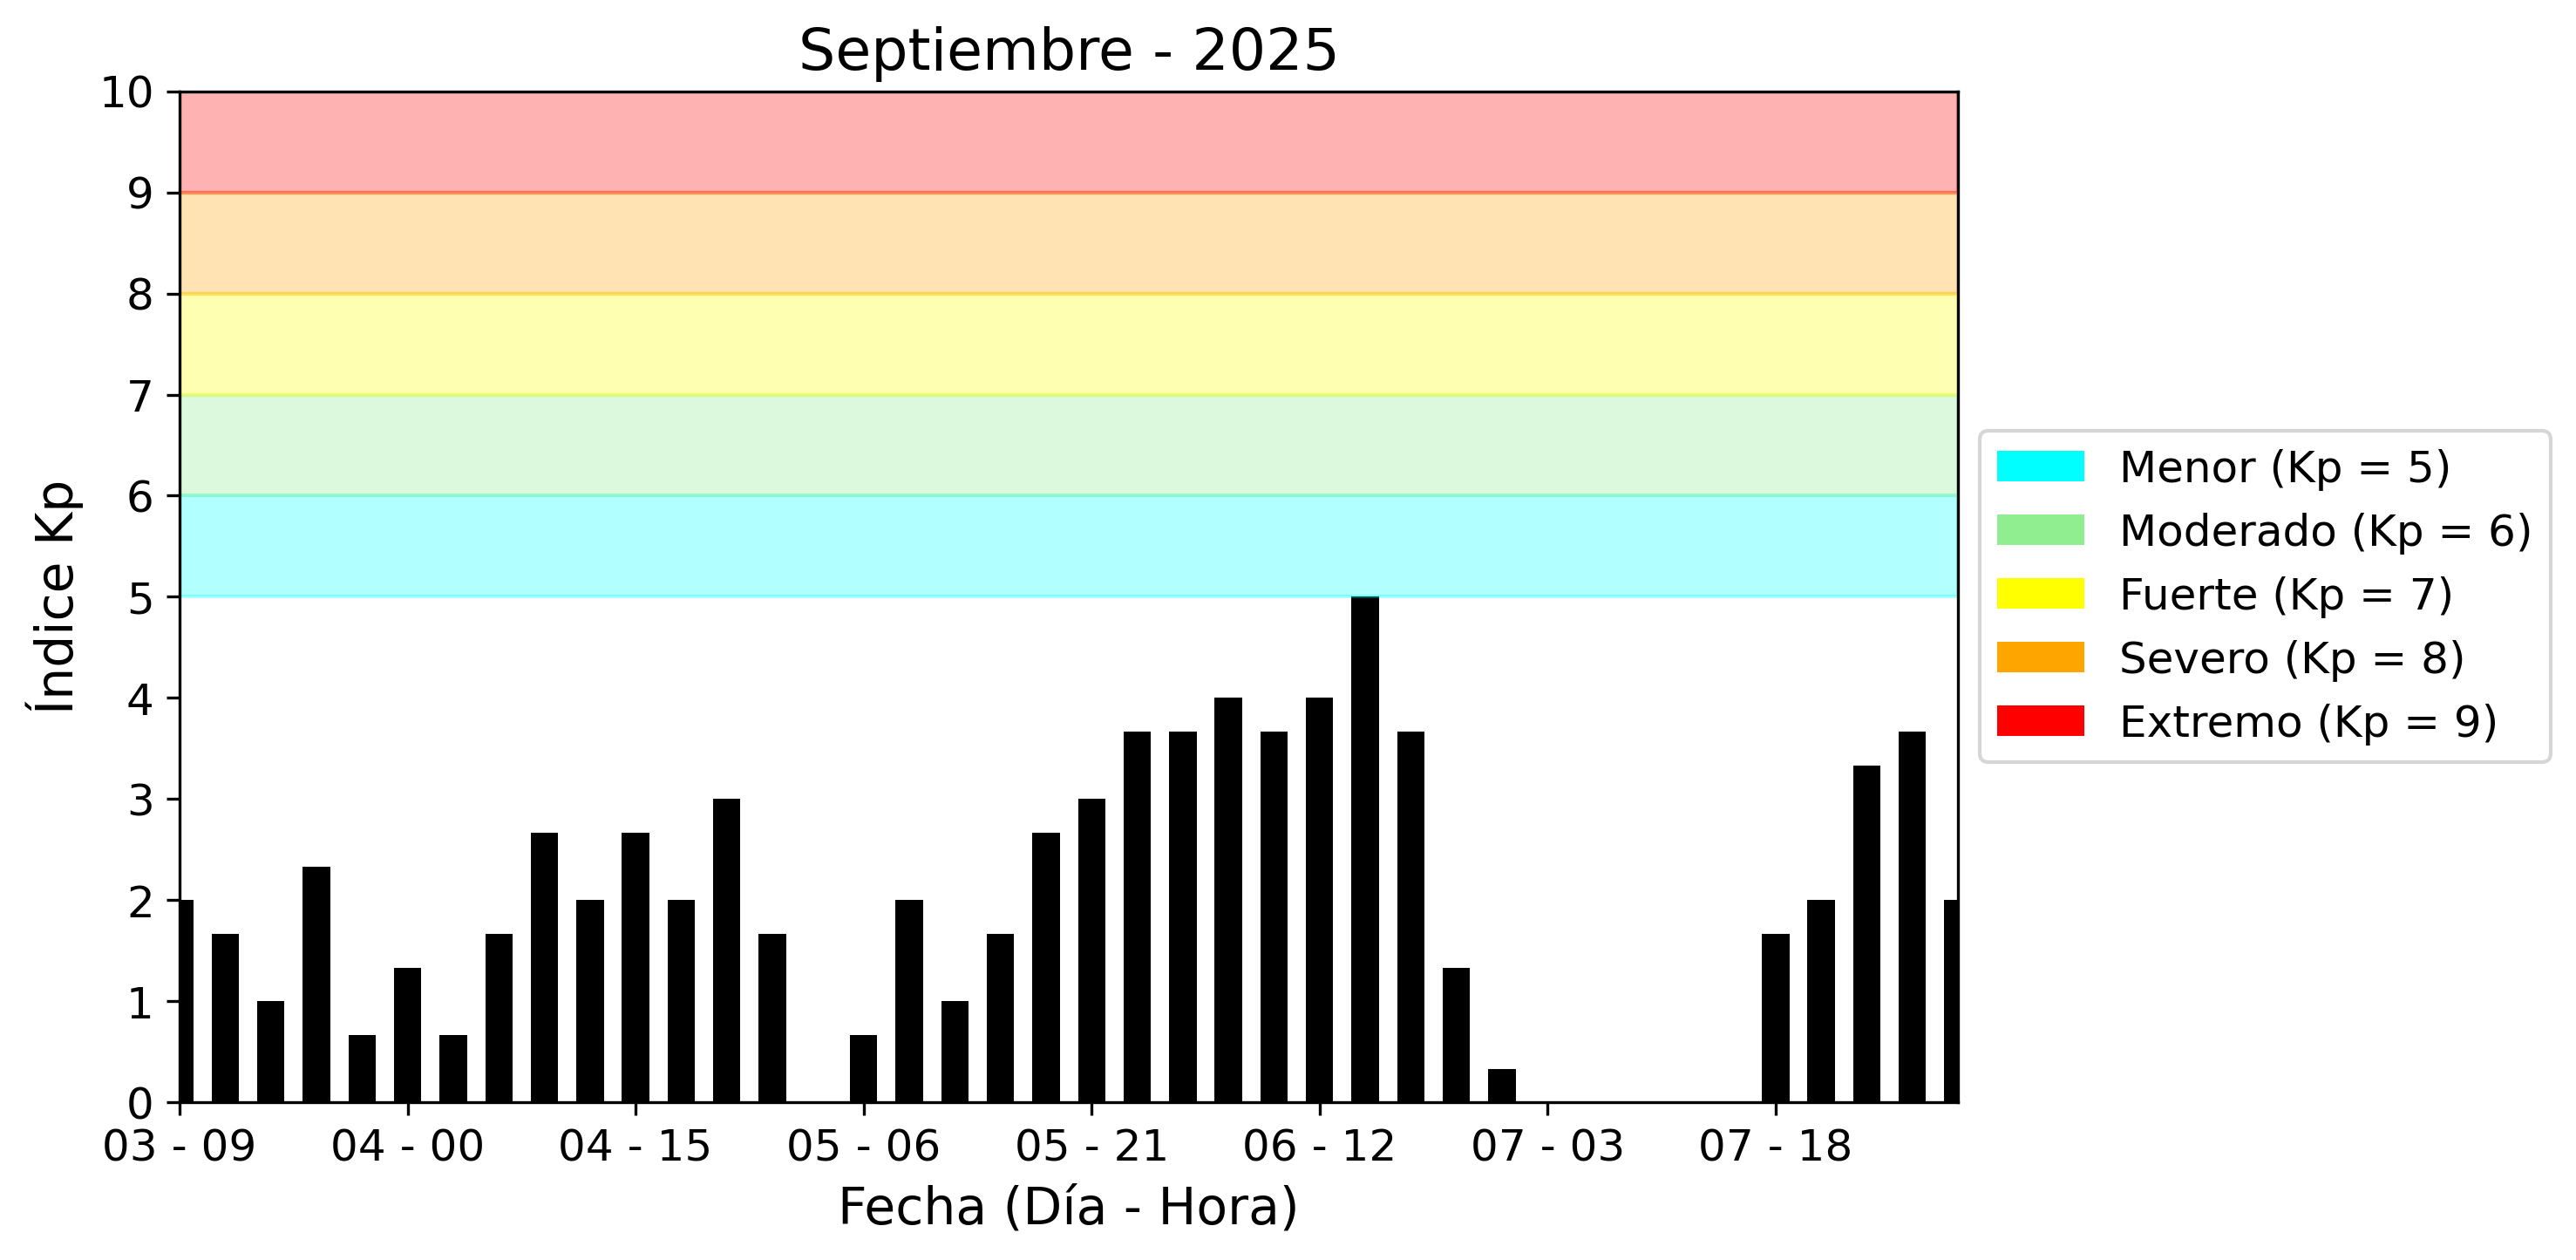 Septiembre - 2025
Índice Kp
10
9
8
7
6
5
4
3
2
1
0
03 - 09 04 - 00 04 - 15 05 - 06 05 - 21 06 - 12 07 - 03 07 - 18
Fecha (Día - Hora)
Menor (Kp = 5)
Moderado (Kp = 6)
Fuerte (Kp = 7)
Severo (Kp = 8)
Extremo (Kp = 9)